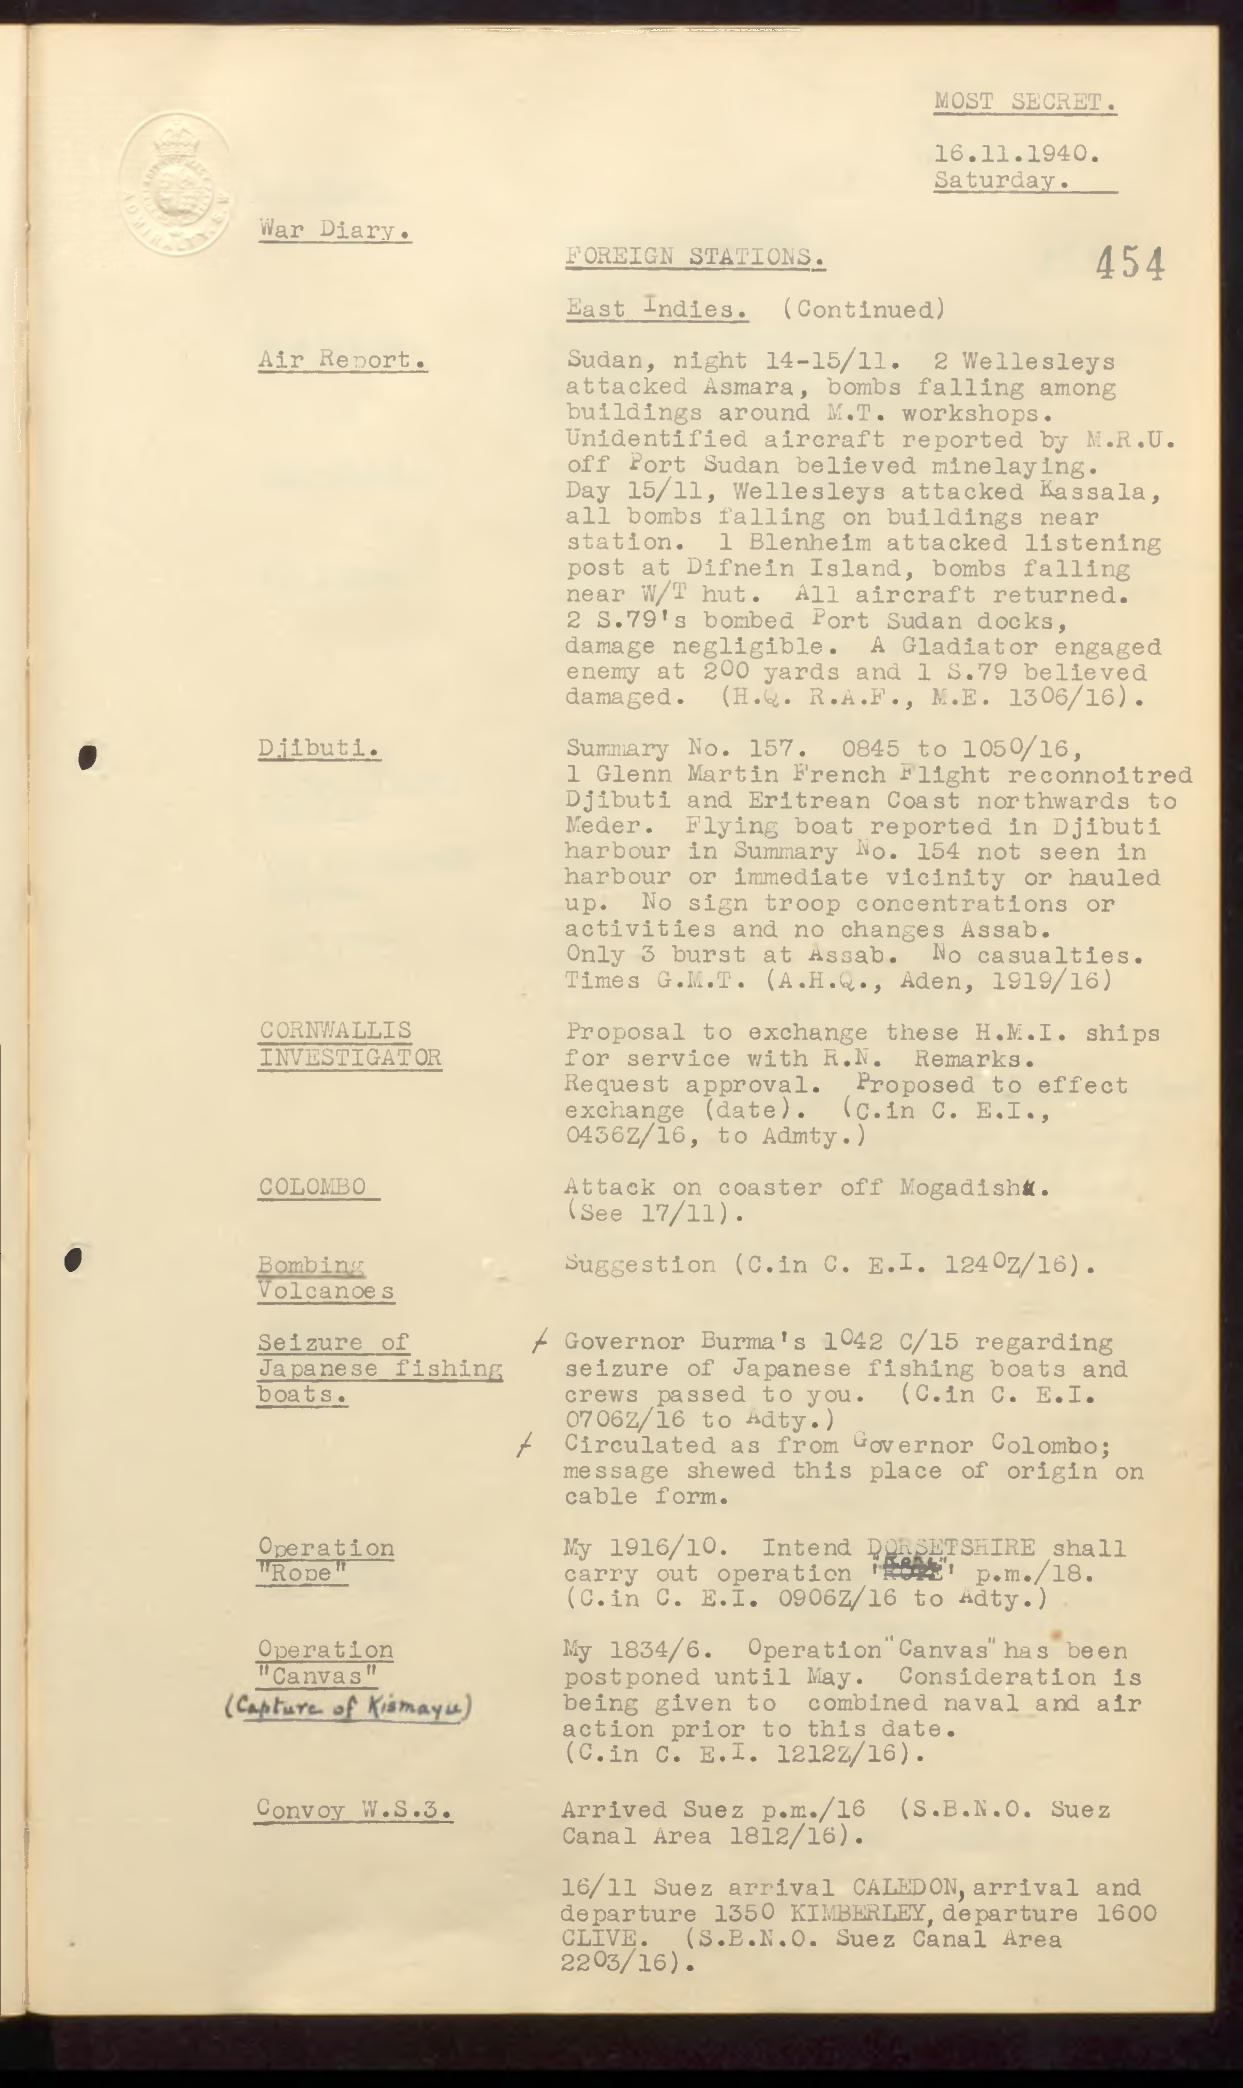 MOST SECRET.
16.11.1940.
Saturday.
ADMIRALTY. S.W
War Diary.
FOREIGN STATIONS.
454
East Indies. (Continued)
Air Report.
Sudan, night 14-15/11. 2 Wellesleys
attacked Asmara, bombs falling among
buildings around M.T. workshops.
Unidentified aircraft reported by M.R.U.
off Port Sudan believed minelaying.
Day 15/11, Wellesleys attacked Kassala,
all bombs falling on buildings near
station. 1 Blenheim attacked listening
post at Difnein Island, bombs falling
near W/T hut. All aircraft returned.
2 S.79's bombed Port Sudan docks,
damage negligible. A Gladiator engaged
enemy at 200 yards and 1 S.79 believed
damaged. (H.Q. R.A.F., M.E. 1306/16).
Djibuti.
Summary No. 157. 0845 to 1050/16,
1 Glenn Martin French Flight reconnoitred
Djibuti and Eritrean Coast northwards to
Meder. Flying boat reported in Djibuti
harbour in Summary No. 154 not seen in
harbour or immediate vicinity or hauled
up. No sign troop concentrations or
activities and no changes Assab.
Only 3 burst at Assab. No casualties.
Times G.M.T. (A.H.Q., Aden, 1919/16)
CORNWALLIS
INVESTIGATOR
Proposal to exchange these H.M.I. ships
for service with R.N. Remarks.
Request approval. Proposed to effect
exchange (date). (C.in C. E.I.,
0436Z/16, to Admty.)
COLOMBO
Attack on coaster off Mogadishu.
(See 17/11).
Bombing
Volcanoes
Suggestion (C.in C. E.I. 1240Z/16).
Seizure of
Japanese fishing
boats.
/ Governor Burma's 1042 C/15 regarding
seizure of Japanese fishing boats and
crews passed to you. (C.in C. E.I.
0706Z/16 to Adty.)
/ Circulated as from Governor Colombo;
message shewed this place of origin on
cable form.
Operation
"Rope"
My 1916/10. Intend DORSETSHIRE shall
carry out operation p.m./18.
(C.in C. E.I. 0906Z/16 to Adty.)
Operation
"Canvas"
(Capture of Kismayu)
My 1834/6. Operation "Canvas" has been
postponed until May. Consideration is
being given to combined naval and air
action prior to this date.
(C.in C. E.I. 1212Z/16).
Convoy W.S.3.
Arrived Suez p.m./16 (S.B.N.O. Suez
Canal Area 1812/16).
16/11 Suez arrival CALEDON, arrival and
departure 1350 KIMBERLEY, departure 1600
CLIVE. (S.B.N.O. Suez Canal Area
2203/16).